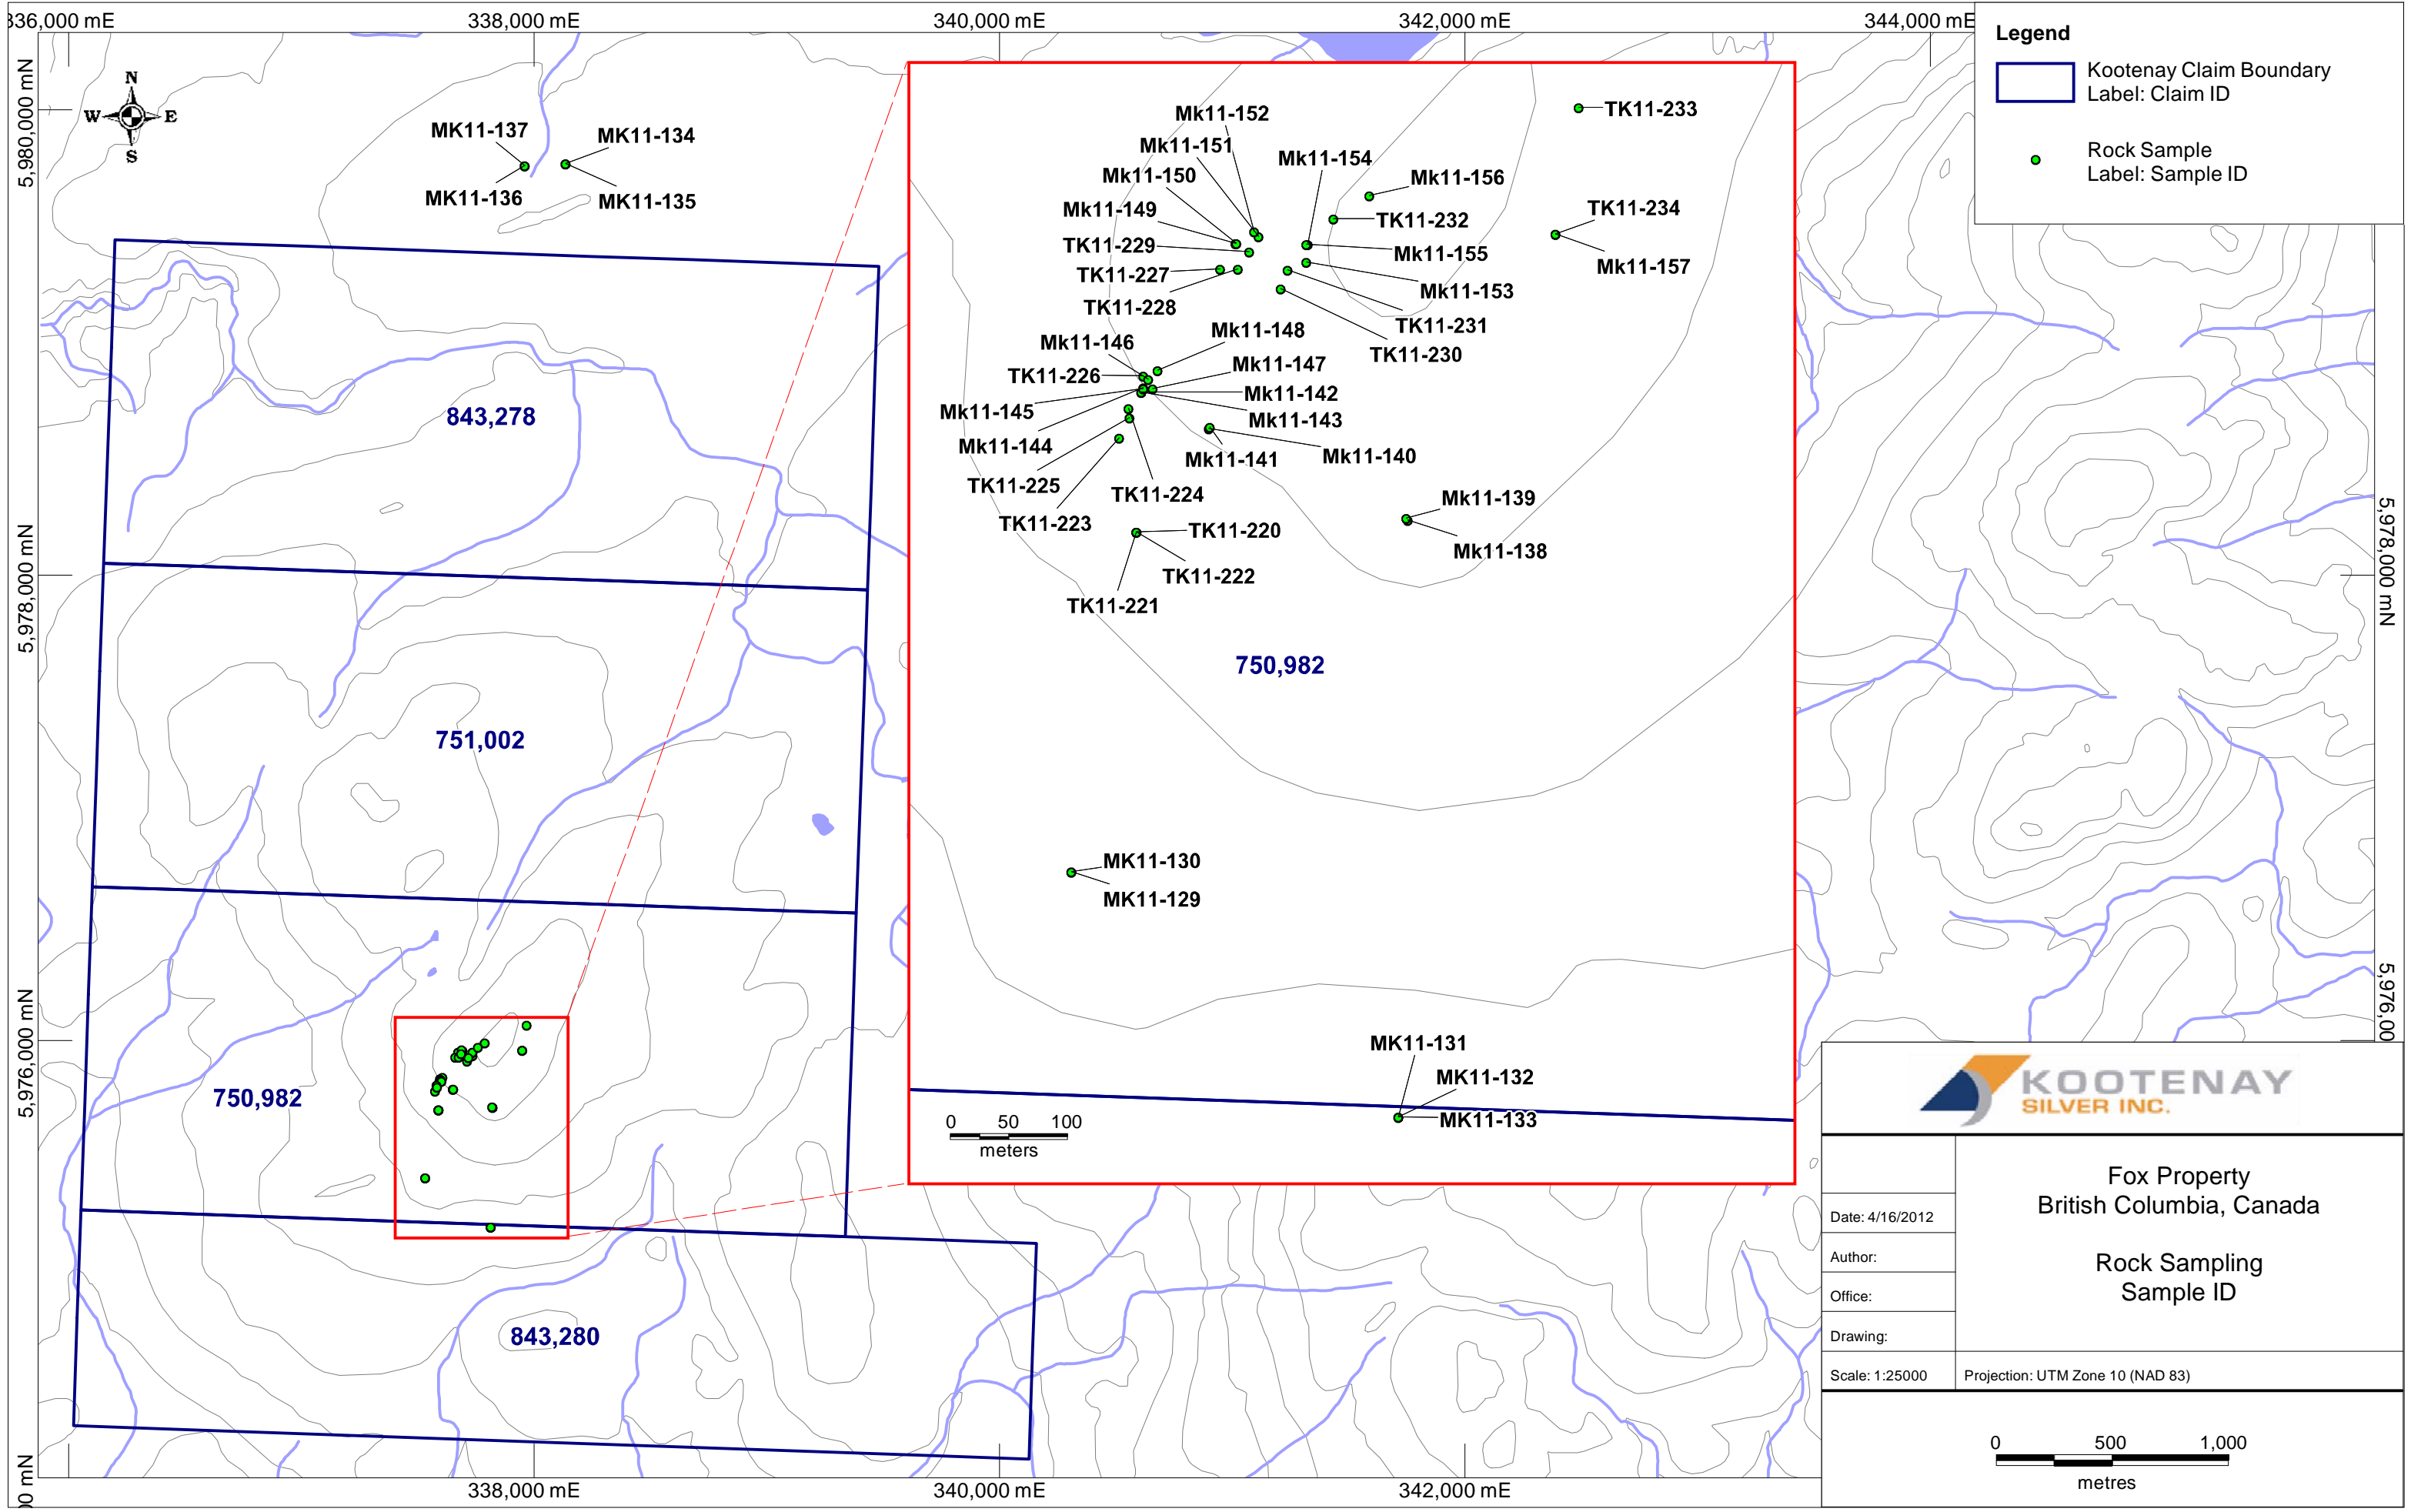 336,000 mE
338,000 mE
340,000 mE
342,000 mE
344,000 mE
5,980,000 mN
5,978,000 mN
5,976,000 mN
00 mN
5,978,000 mN
5,976,00
338,000 mE
340,000 mE
342,000 mE
N
W
E
S
MK11-137
MK11-134
MK11-136
MK11-135
843,278
751,002
750,982
843,280
Mk11-152
TK11-233
Mk11-151
Mk11-154
Mk11-150
Mk11-156
Mk11-149
TK11-232
TK11-234
TK11-229
Mk11-155
Mk11-157
TK11-227
Mk11-153
TK11-228
TK11-231
Mk11-148
TK11-230
Mk11-146
Mk11-147
TK11-226
Mk11-142
Mk11-145
Mk11-143
Mk11-144
Mk11-141
Mk11-140
TK11-225
TK11-224
Mk11-139
TK11-223
TK11-220
Mk11-138
TK11-222
TK11-221
750,982
MK11-130
MK11-129
MK11-131
MK11-132
MK11-133
0 50 100
meters
Legend
Kootenay Claim Boundary
Label: Claim ID
Rock Sample
Label: Sample ID
KOOTENAY
SILVER INC.
Fox Property
British Columbia, Canada
Rock Sampling
Sample ID
Date: 4/16/2012
Author:
Office:
Drawing:
Scale: 1:25000
Projection: UTM Zone 10 (NAD 83)
0 500 1,000
metres